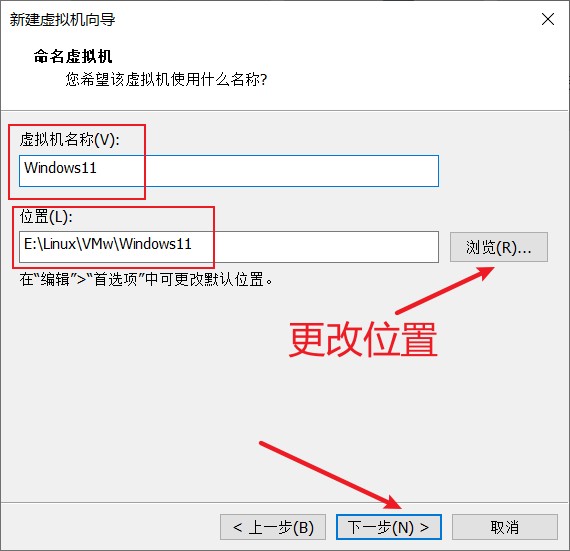 新建虚拟机向导
命名虚拟机
您希望该虚拟机使用什么名称?
虚拟机名称(V):
Windows11
位置(L):
E:\Linux\VMw\Windows11
浏览(R)...
在“编辑”>“首选项”中可更改默认位置。
更改位置
< 上一步(B)
下一步(N) >
取消